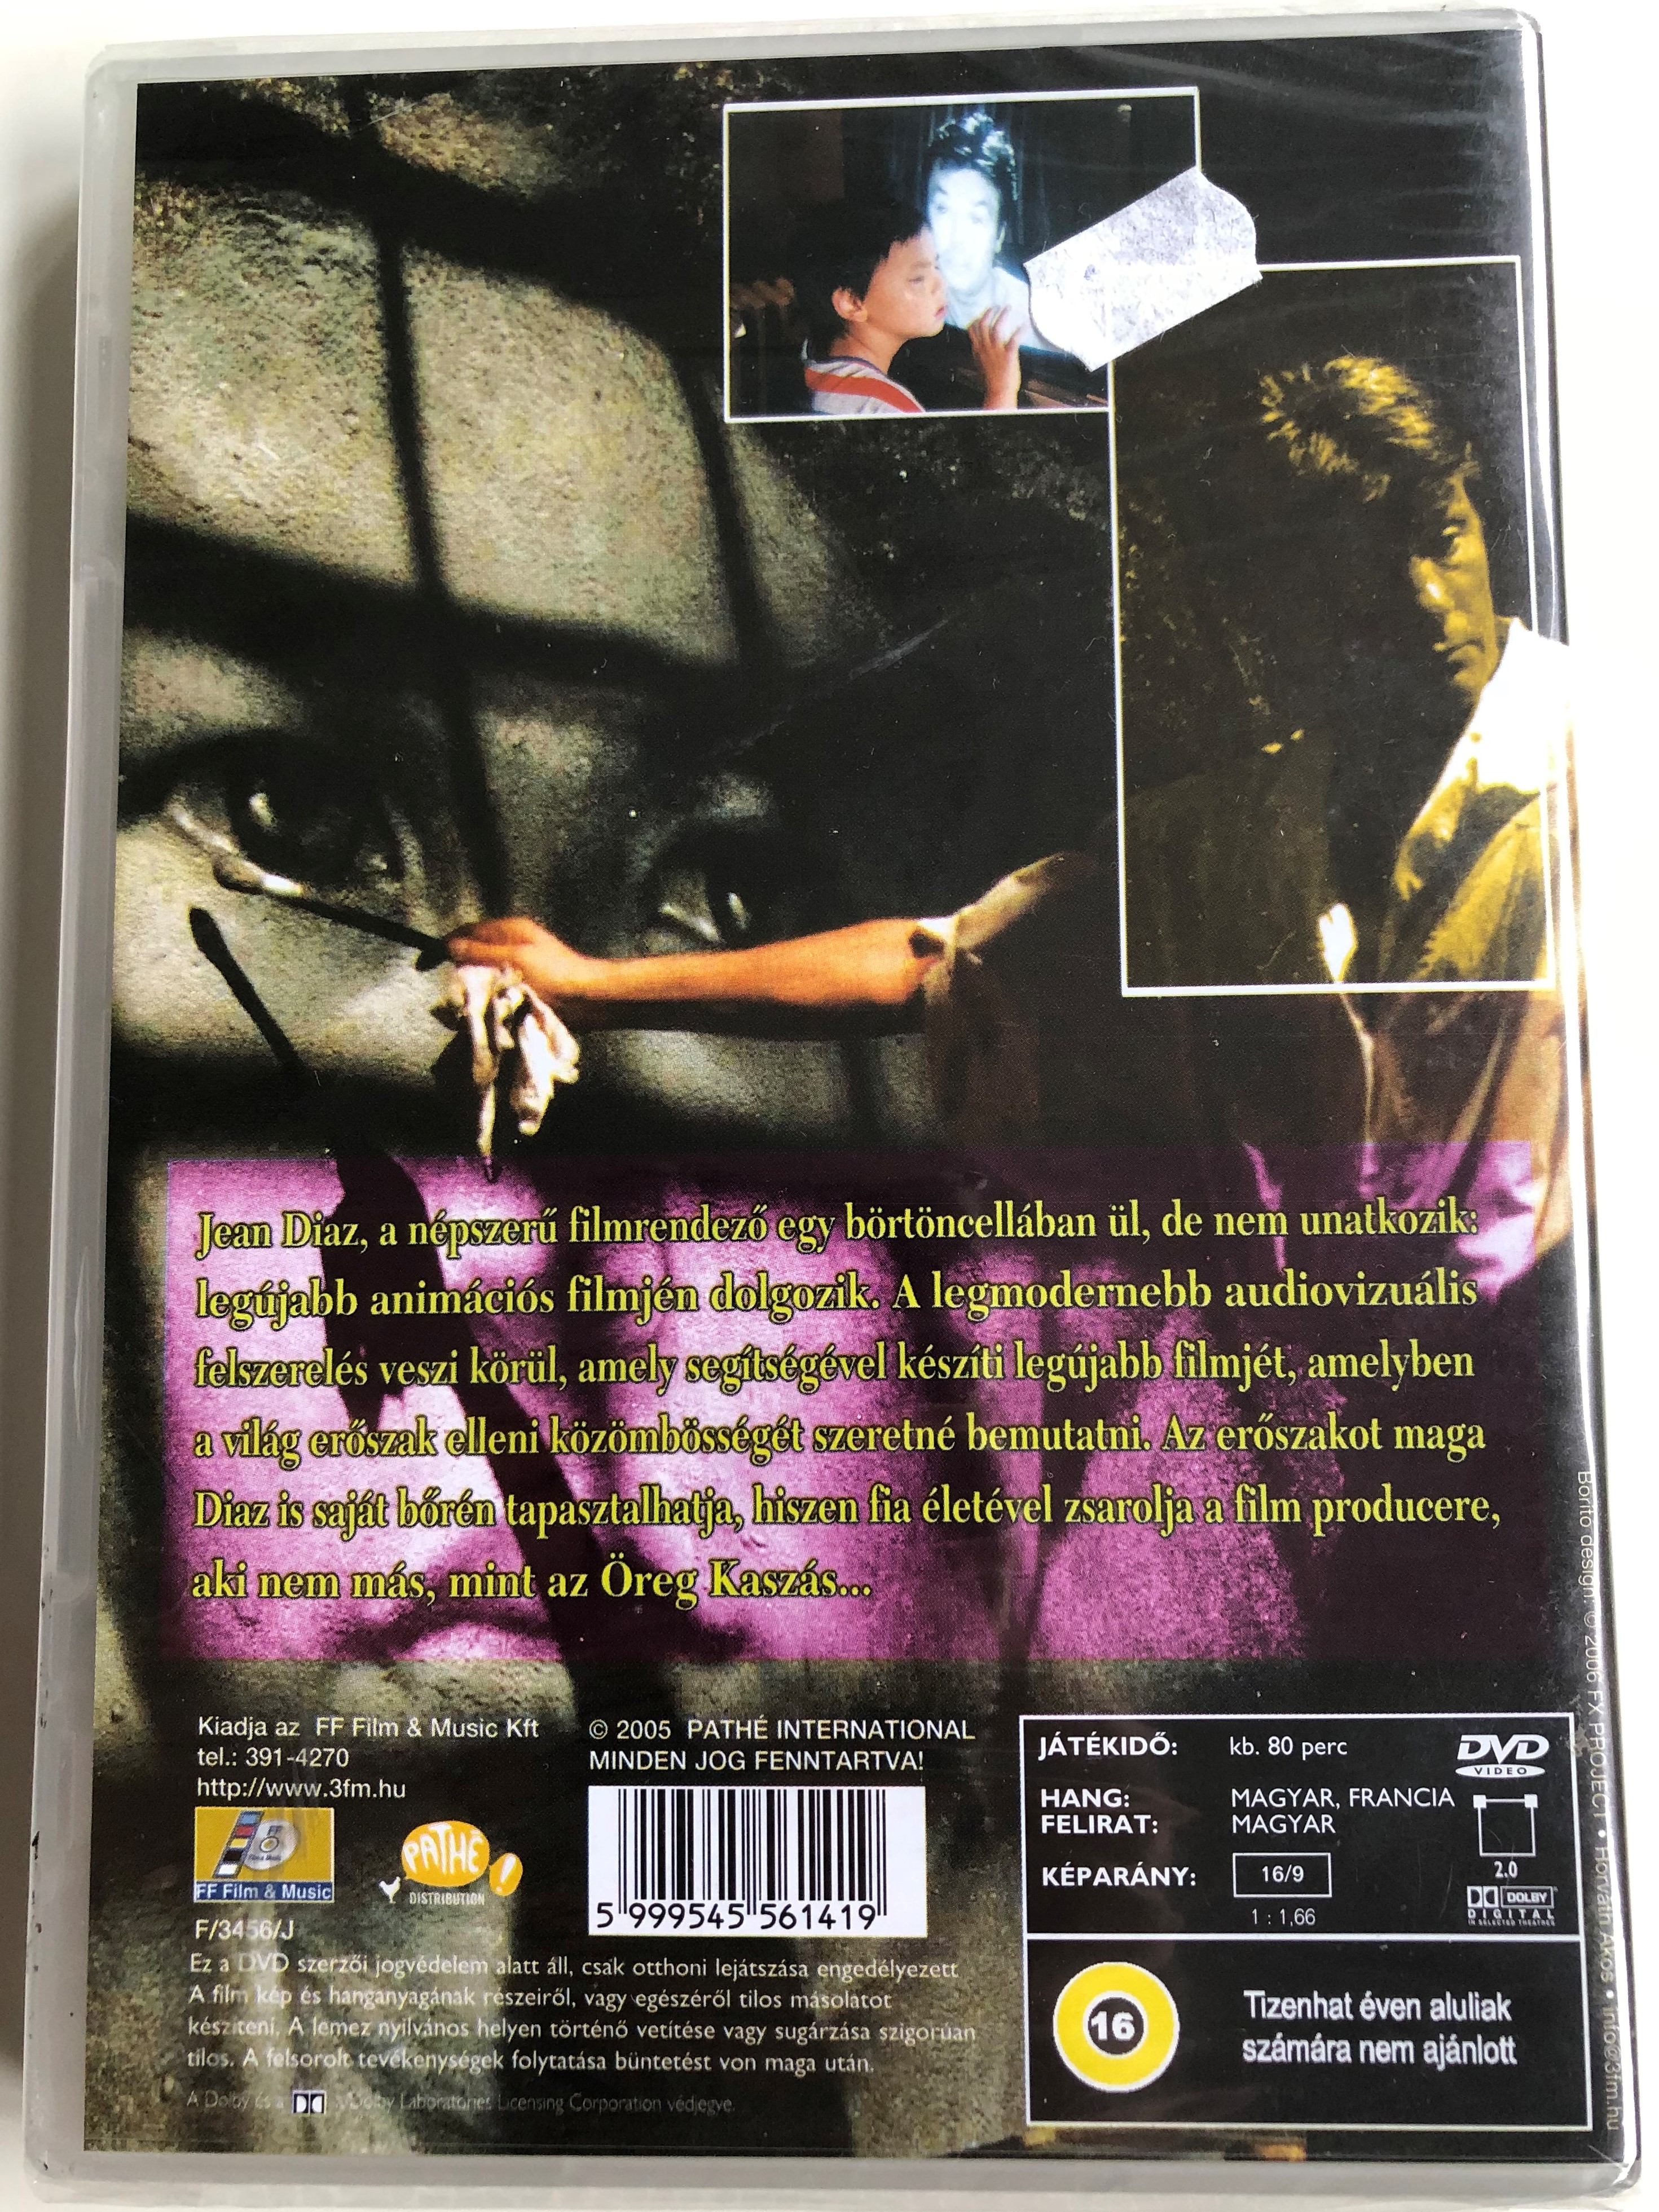 Jean Diaz, a népszerű filmrendező egy börtöncellában ül, de nem unatkozik:
legújabb animációs filmjén dolgozik. A legmodernebb audiovizuális
felszerelés veszi körül, amely segítségével készíti legújabb filmjét, amelyben
a világ erőszak elleni közömbösségét szeretné bemutatni. Az erőszakot maga
Diaz is saját bőrén tapasztalhatja, hiszen fia életével zsarolja a film producere,
aki nem más, mint az Öreg Kaszás...
Kiadja az FF Film & Music Kft
tel.: 391-4270
http://www.3fm.hu
FF Film & Music
PATHÉ!
DISTRIBUTION
F/3456/J
© 2005 PATHÉ INTERNATIONAL
MINDEN JOG FENNTARTVA!
5 999545 561419
Ez a DVD szerzői jogvédelem alatt áll, csak otthoni lejátszása engedélyezett
A film kép és hanganyagának részeiről, vagy egészéről tilos másolatot
készíteni. A lemez nyilvános helyen történő vetítése vagy sugárzása szigorúan
tilos. A felsorolt tevékenységek folytatása büntetést von maga után.
A Dolby és a Dolby Laboratories Licensing Corporation védjegye.
JÁTÉKIDŐ: kb. 80 perc
DVD
VIDEO
HANG: MAGYAR, FRANCIA
FELIRAT: MAGYAR
KÉPARÁNY: 16/9
1 : 1,66
2.0
DOLBY
DIGITAL
IN SELECTED THEATRES
16
Tizenhat éven aluliak
számára nem ajánlott
Borító design: © 2006 FX PROJECT • Horváth Ákos • info@3fm.hu